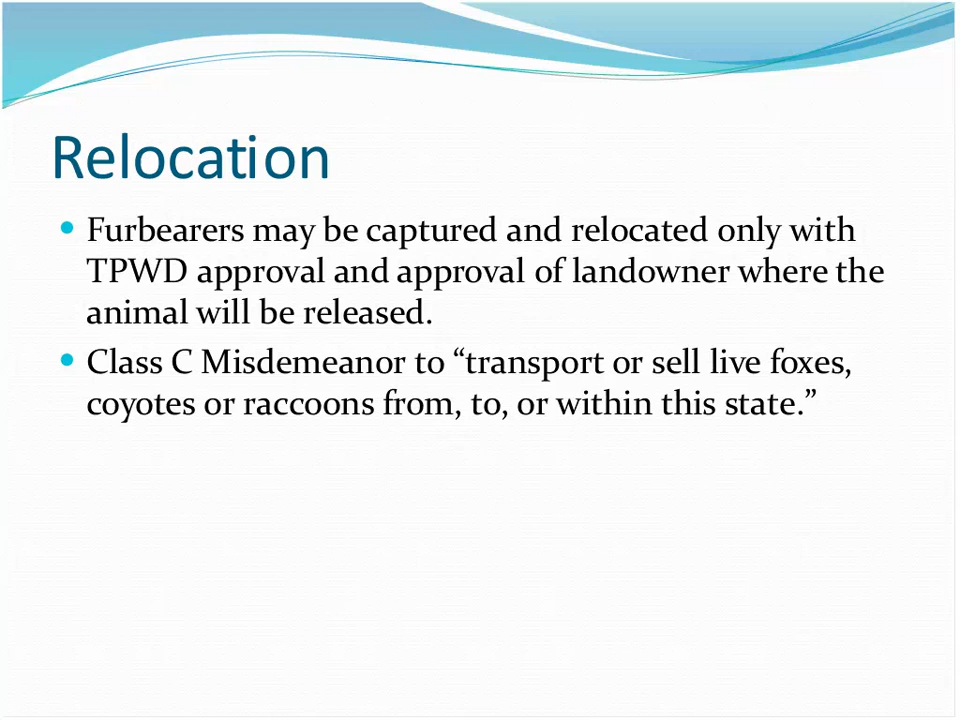 Relocation
• Furbearers may be captured and relocated only with
TPWD approval and approval of landowner where the
animal will be released.
• Class C Misdemeanor to “transport or sell live foxes,
coyotes or raccoons from, to, or within this state.”